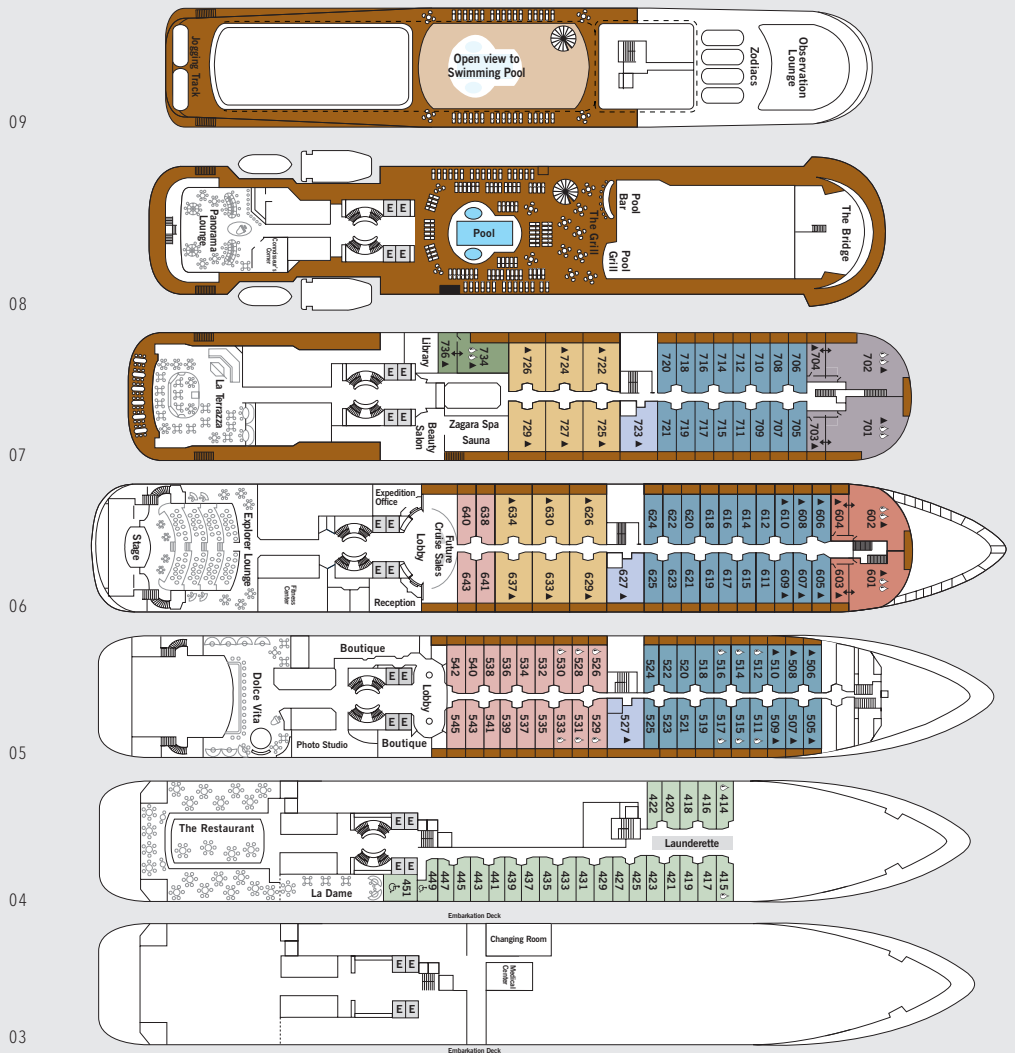 09
Jogging Track
Open view to
Swimming Pool
Zodiacs
Observation
Lounge
08
Panorama
Lounge
Connoisseur's
Corner
E E
E E
Pool
The Grill
Pool
Bar
Pool
Grill
The Bridge
07
La Terrazza
E E
E E
Library
Beauty
Salon
Zagara Spa
Sauna
736 734 726 724 722 720 718 716 714 712 710 708 706 704 702
729 727 725 723 721 719 717 715 711 709 707 705 703 701
06
Stage
Explorer Lounge
Fitness
Center
Expedition
Office
E E
E E
Lobby
Reception
Future
Cruise Sales
640 638 634 630 626 624 622 620 618 616 614 612 610 608 606 604 602
643 641 637 633 629 627 625 623 621 619 617 615 611 609 607 605 603 601
05
Dolce Vita
Boutique
E E
E E
Photo Studio
Boutique
Lobby
542 540 538 536 534 532 530 528 526 524 522 520 518 516 514 512 510 508 506
545 543 541 539 537 535 533 531 529 527 525 523 521 519 517 515 511 509 507 505
04
The Restaurant
E E
E E
La Dame
422 420 418 416 414
Launderette
451 449 447 445 443 441 439 437 435 433 431 429 427 425 423 421 419 417 415
Embarkation Deck
03
E E
E E
Changing Room
Medical
Center
Embarkation Deck